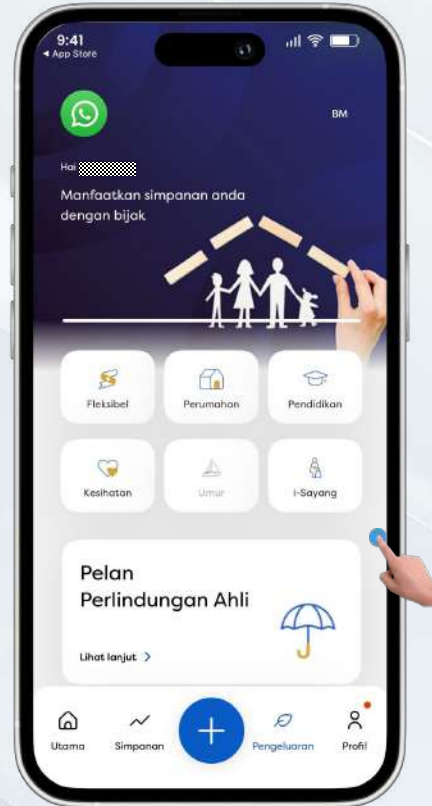 9:41
◀ App Store
BM
Hai
Manfaatkan simpanan anda
dengan bijak
Fleksibel
Perumahan
Pendidikan
Kesihatan
Umur
i-Sayang
Pelan
Perlindungan Ahli
Lihat lanjut >
Utama
Simpanan
Pengeluaran
Profil